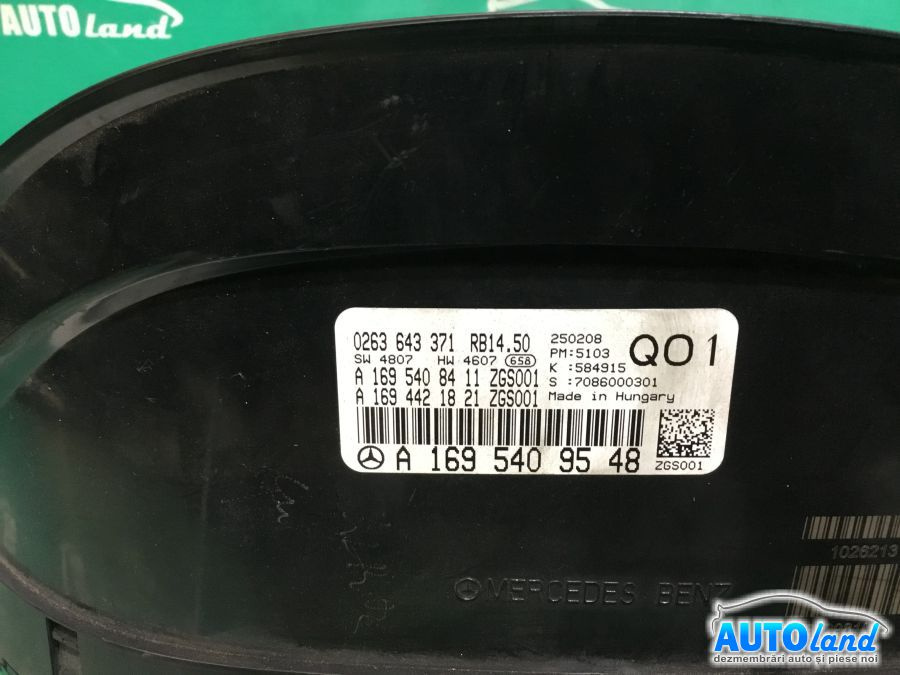 AUTOland
0263 643 371 RB14.50
SW 4807 HW 4607 658
A 169 540 84 11 ZGS001
A 169 442 18 21 ZGS001
250208
PM:5103
K :584915
S :7086000301
Made in Hungary
Q01
A 169 540 95 48
ZGS001
1026213
MERCEDES BENZ
AUTOland
dezmembrări auto și piese noi